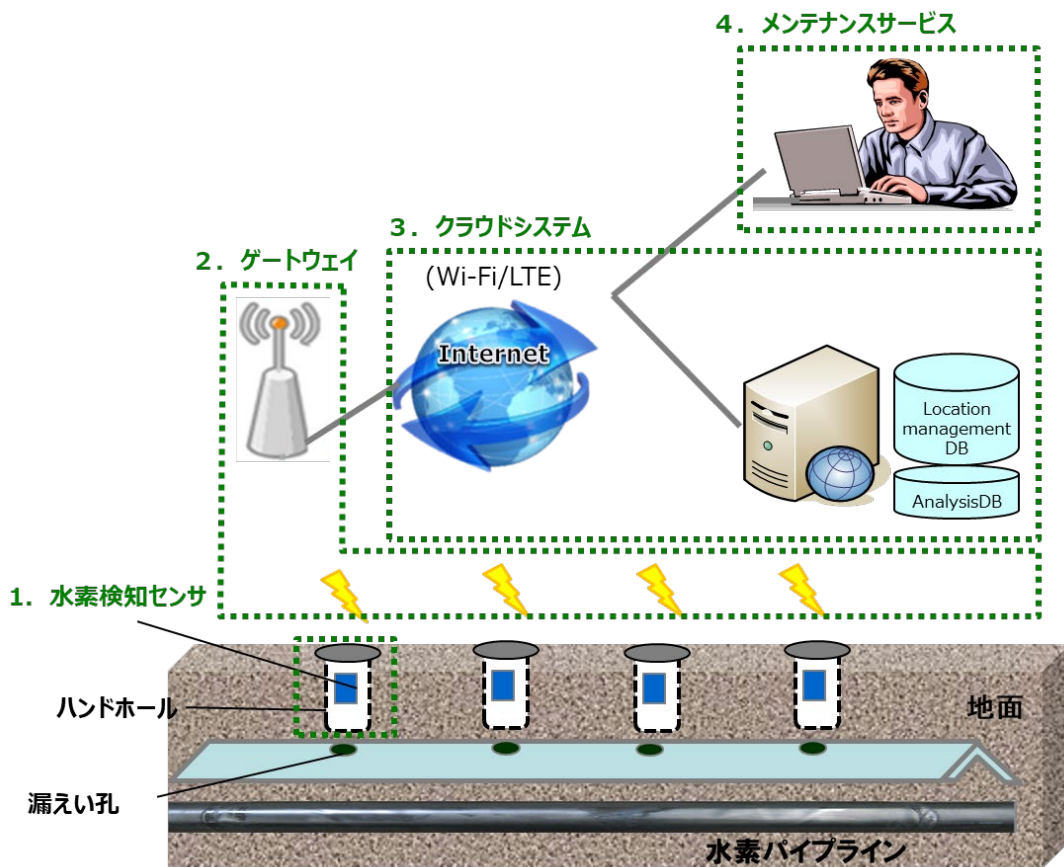 4. メンテナンスサービス
3. クラウドシステム
2. ゲートウェイ
(Wi-Fi/LTE)
Internet
Location
management
DB
AnalysisDB
1. 水素検知センサ
ハンドホール
地面
漏えい孔
水素パイプライン